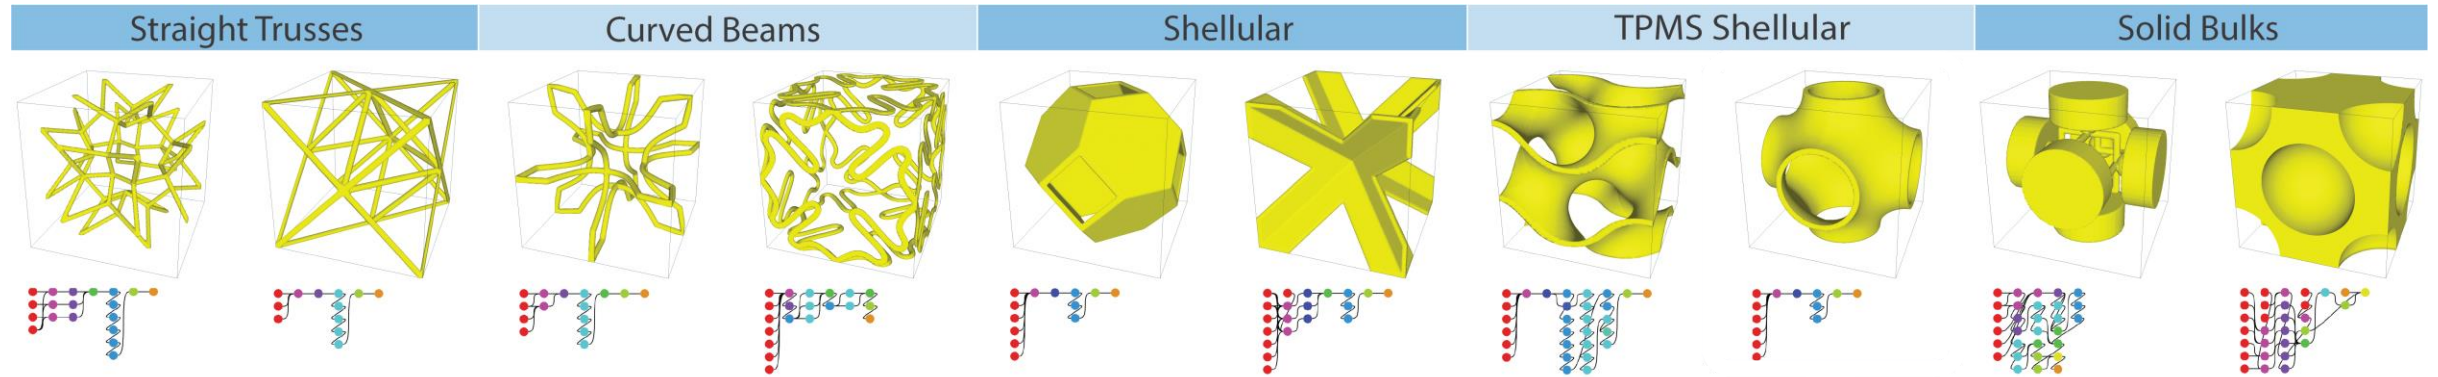 Straight Trusses
Curved Beams
Shellular
TPMS Shellular
Solid Bulks